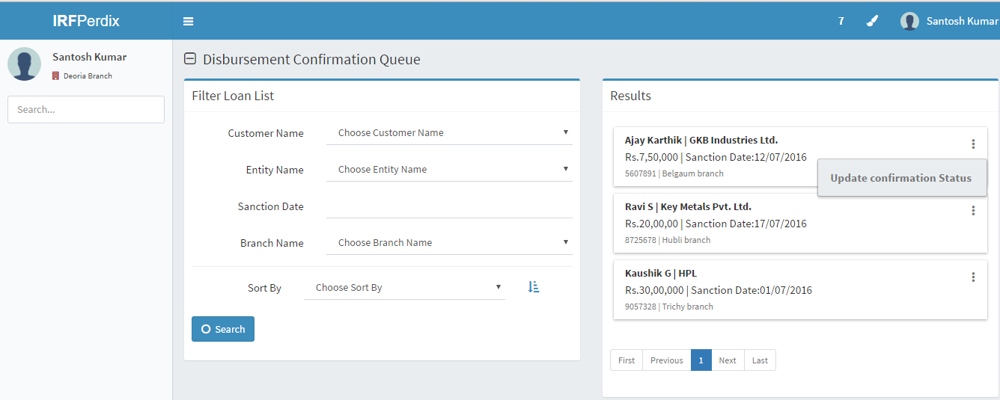 IRFPerdix
7
Santosh Kumar
Santosh Kumar
Deoria Branch
Search...
Disbursement Confirmation Queue
Filter Loan List
Customer Name Choose Customer Name
Entity Name Choose Entity Name
Sanction Date
Branch Name Choose Branch Name
Sort By Choose Sort By
Search
Results
Ajay Karthik | GKB Industries Ltd.
Rs.7,50,000 | Sanction Date:12/07/2016
5607891 | Belgaum branch
Update confirmation Status
Ravi S | Key Metals Pvt. Ltd.
Rs.20,00,00 | Sanction Date:17/07/2016
8725678 | Hubli branch
Kaushik G | HPL
Rs.30,00,000 | Sanction Date:01/07/2016
9057328 | Trichy branch
First Previous 1 Next Last